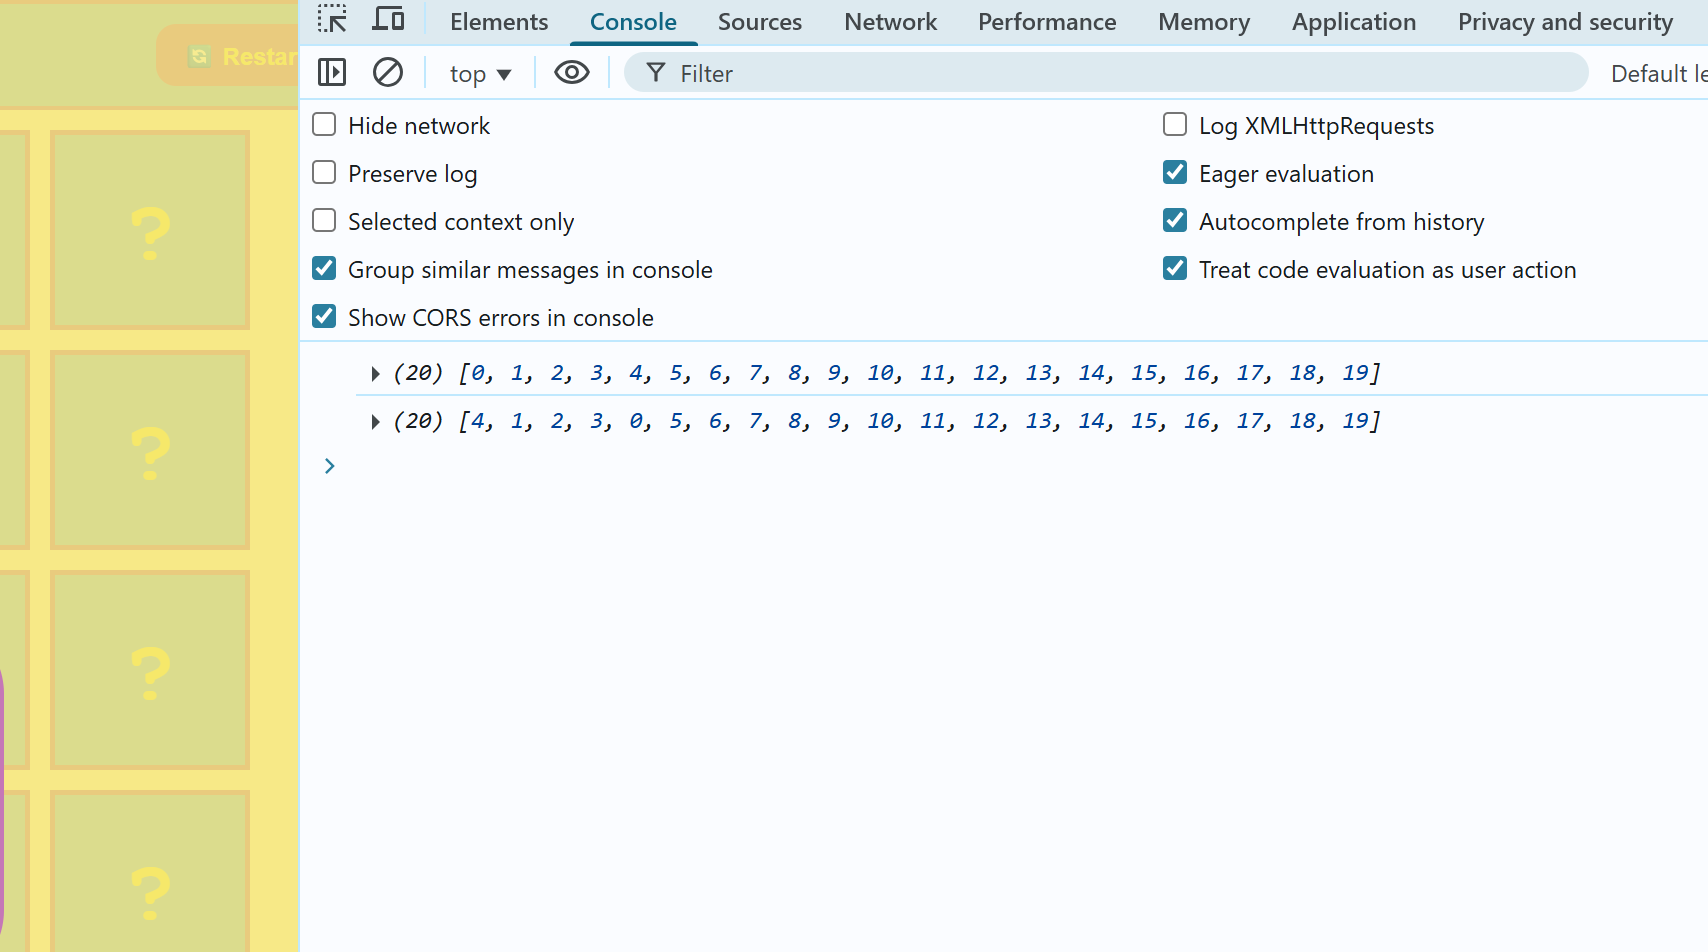 Elements Console Sources Network Performance Memory Application Privacy and security
top Filter Default
Hide network
Preserve log
Selected context only
Group similar messages in console
Show CORS errors in console
Log XMLHttpRequests
Eager evaluation
Autocomplete from history
Treat code evaluation as user action
(20) [0, 1, 2, 3, 4, 5, 6, 7, 8, 9, 10, 11, 12, 13, 14, 15, 16, 17, 18, 19]
(20) [4, 1, 2, 3, 0, 5, 6, 7, 8, 9, 10, 11, 12, 13, 14, 15, 16, 17, 18, 19]
Restar
?
?
?
?